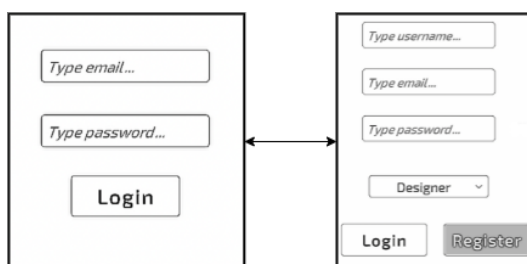 Type email...
Type password...
Login
Type username...
Type email...
Type password...
Designer
Login Register